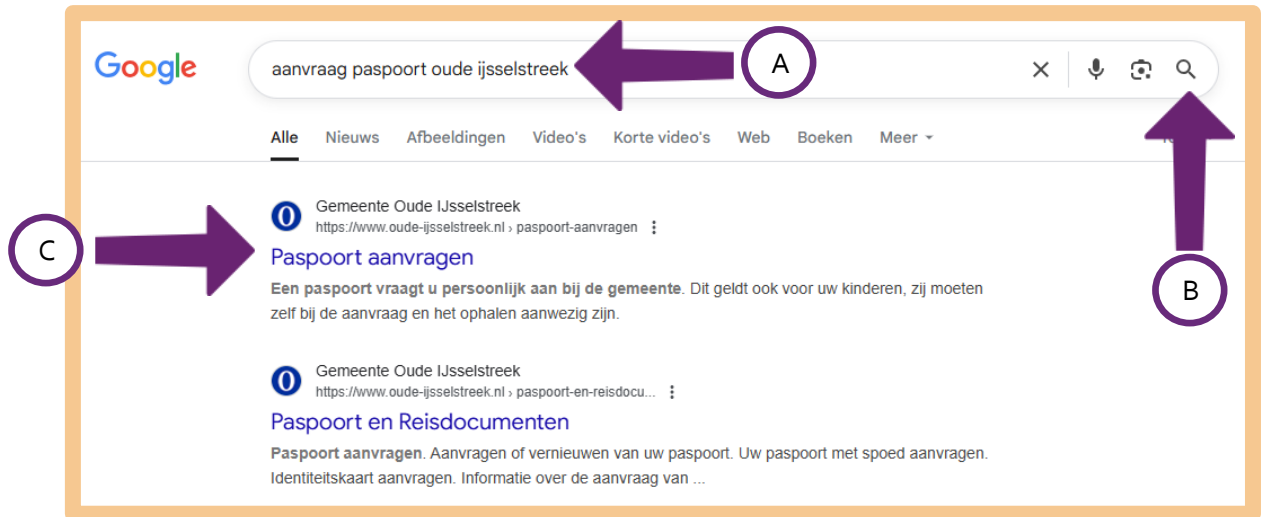 Google
aanvraag paspoort oude ijsselstreek
A
Alle Nieuws Afbeeldingen Video's Korte video's Web Boeken Meer
Gemeente Oude IJsselstreek
https://www.oude-ijsselstreek.nl › paspoort-aanvragen
C
Paspoort aanvragen
Een paspoort vraagt u persoonlijk aan bij de gemeente. Dit geldt ook voor uw kinderen, zij moeten
zelf bij de aanvraag en het ophalen aanwezig zijn.
B
Gemeente Oude IJsselstreek
https://www.oude-ijsselstreek.nl › paspoort-en-reisdocu...
Paspoort en Reisdocumenten
Paspoort aanvragen. Aanvragen of vernieuwen van uw paspoort. Uw paspoort met spoed aanvragen.
Identiteitskaart aanvragen. Informatie over de aanvraag van ...